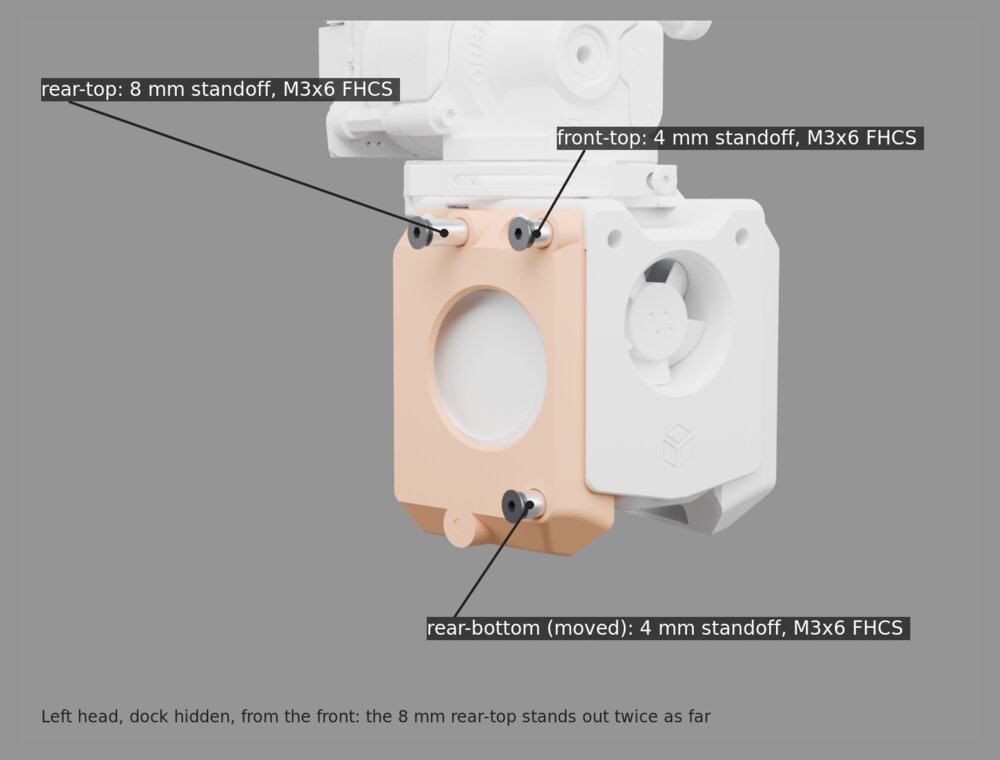 rear-top: 8 mm standoff, M3x6 FHCS
front-top: 4 mm standoff, M3x6 FHCS
rear-bottom (moved): 4 mm standoff, M3x6 FHCS
Left head, dock hidden, from the front: the 8 mm rear-top stands out twice as far